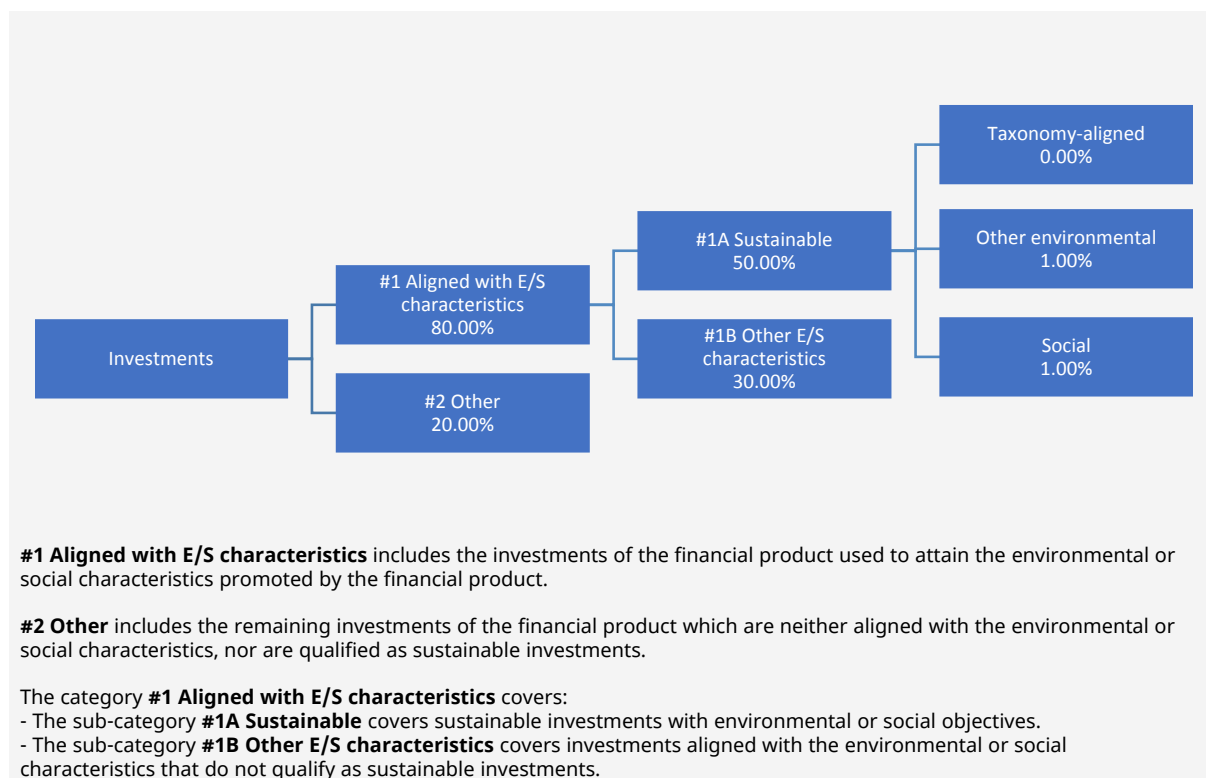 Investments
#1 Aligned with E/S
characteristics
80.00%
#2 Other
20.00%
#1A Sustainable
50.00%
#1B Other E/S
characteristics
30.00%
Taxonomy-aligned
0.00%
Other environmental
1.00%
Social
1.00%
#1 Aligned with E/S characteristics includes the investments of the financial product used to attain the environmental or
social characteristics promoted by the financial product.
#2 Other includes the remaining investments of the financial product which are neither aligned with the environmental or
social characteristics, nor are qualified as sustainable investments.
The category #1 Aligned with E/S characteristics covers:
- The sub-category #1A Sustainable covers sustainable investments with environmental or social objectives.
- The sub-category #1B Other E/S characteristics covers investments aligned with the environmental or social
characteristics that do not qualify as sustainable investments.